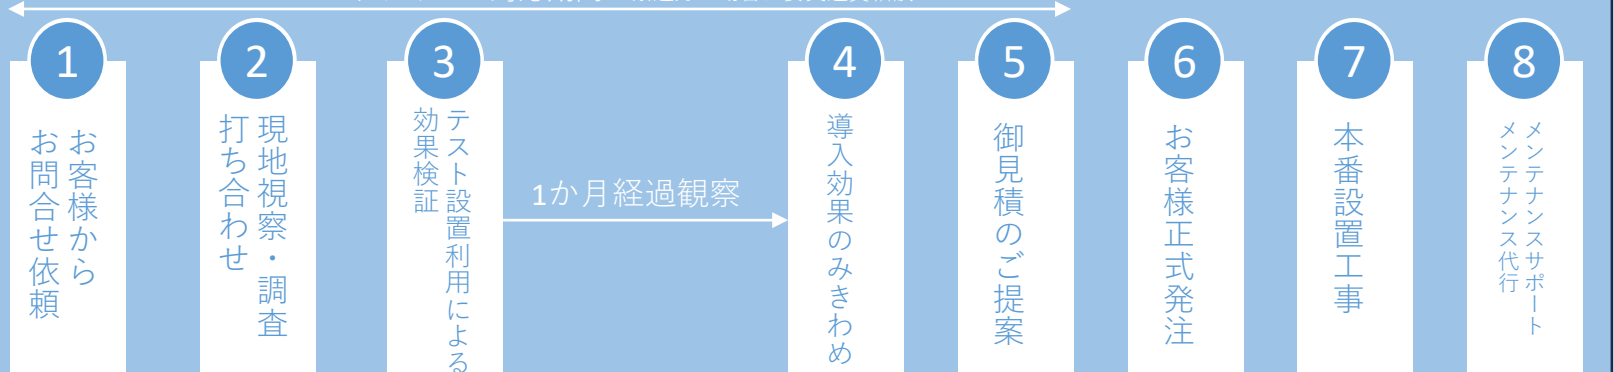 1
お客様から
お問合せ依頼
2
現地視察・調査
打ち合わせ
3
テスト設置利用による
効果検証
1か月経過観察
4
導入効果のみきわめ
5
御見積のご提案
6
お客様正式発注
7
本番設置工事
8
メンテナンスサポート
メンテナンス代行